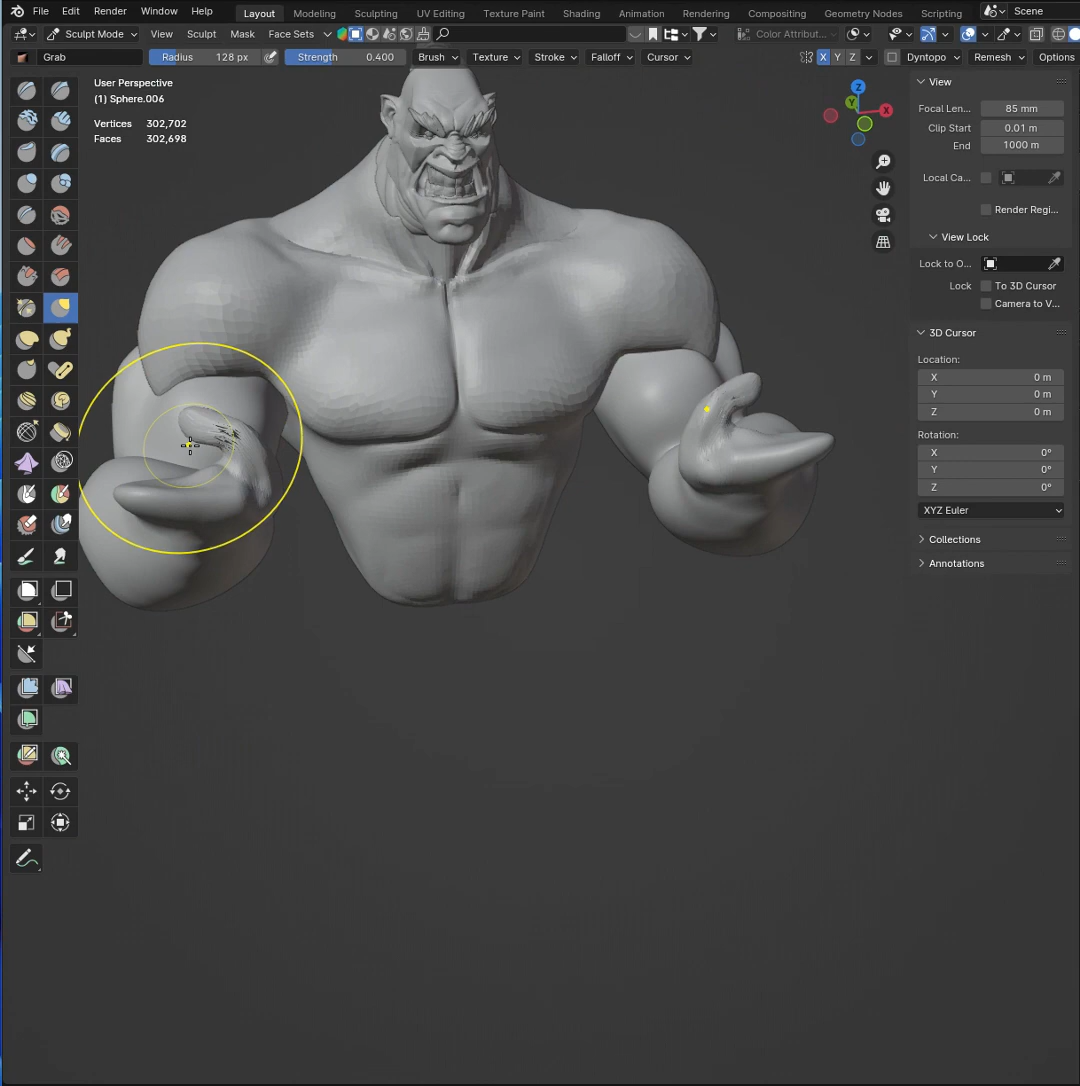 File Edit Render Window Help Layout Modeling Sculpting UV Editing Texture Paint Shading Animation Rendering Compositing Geometry Nodes Scripting Scene
Sculpt Mode View Sculpt Mask Face Sets Color Attribut...
Grab Radius 128 px Strength 0.400 Brush Texture Stroke Falloff Cursor X Y Z Dyntopo Remesh Options
User Perspective
(1) Sphere.006
Vertices 302,702
Faces 302,698
Z
Y
X
View
Focal Len... 85 mm
Clip Start 0.01 m
End 1000 m
Local Ca...
Render Regi...
View Lock
Lock to O...
Lock To 3D Cursor
Camera to V...
3D Cursor
Location:
X 0 m
Y 0 m
Z 0 m
Rotation:
X 0°
Y 0°
Z 0°
XYZ Euler
Collections
Annotations